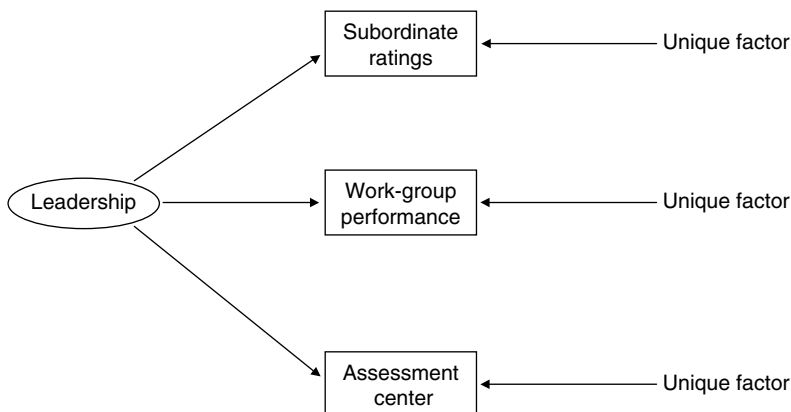 Subordinate
ratings
Unique factor
Leadership
Work-group
performance
Unique factor
Assessment
center
Unique factor